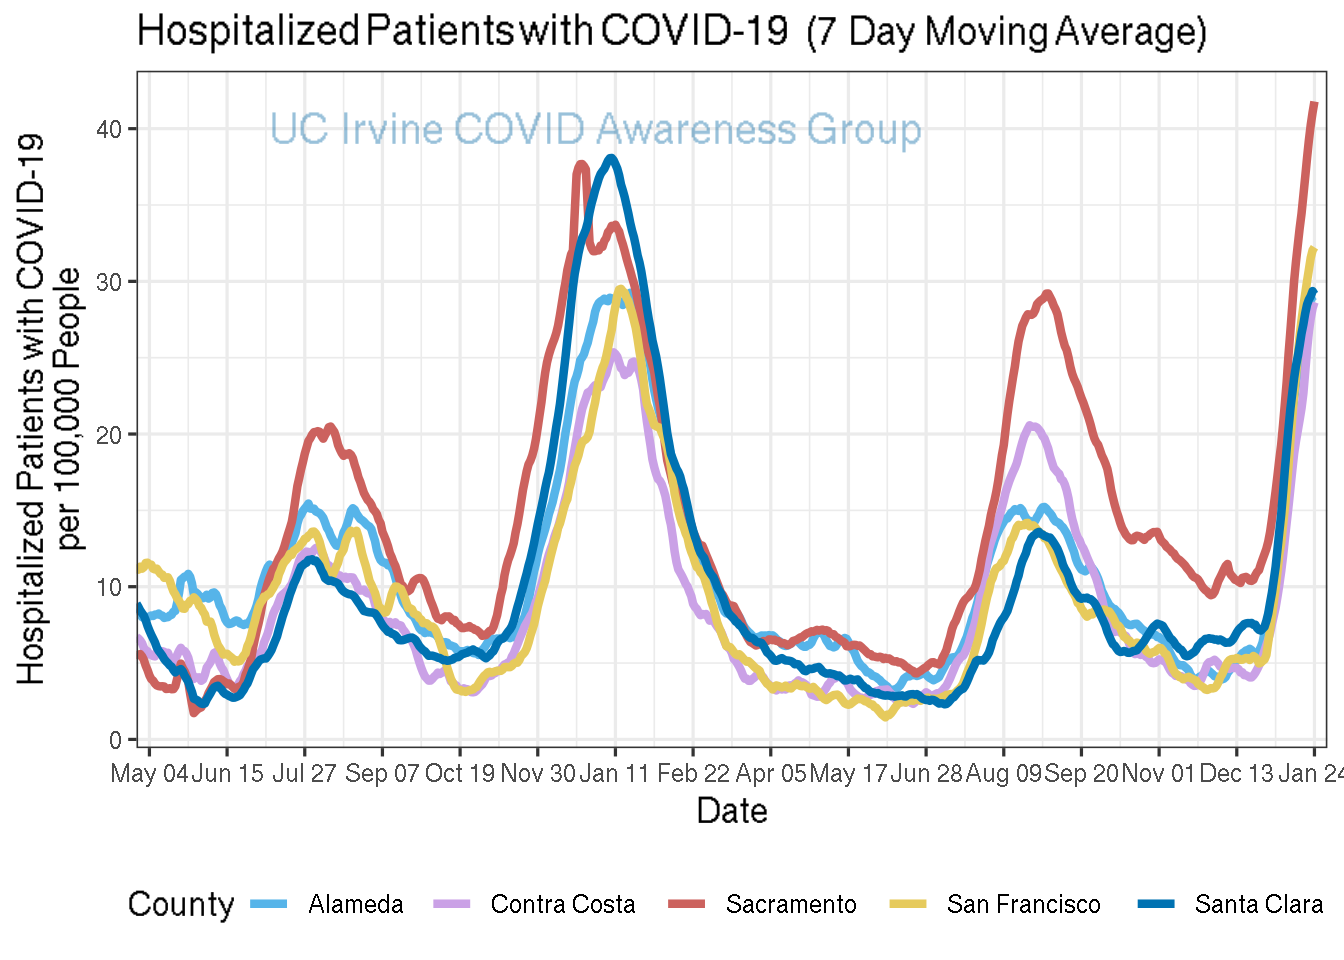 Hospitalized Patients with COVID-19 (7 Day Moving Average)
UC Irvine COVID Awareness Group
Hospitalized Patients with COVID-19
per 100,000 People
40
30
20
10
0
May 04 Jun 15 Jul 27 Sep 07 Oct 19 Nov 30 Jan 11 Feb 22 Apr 05 May 17 Jun 28 Aug 09 Sep 20 Nov 01 Dec 13 Jan 24
Date
County Alameda Contra Costa Sacramento San Francisco Santa Clara